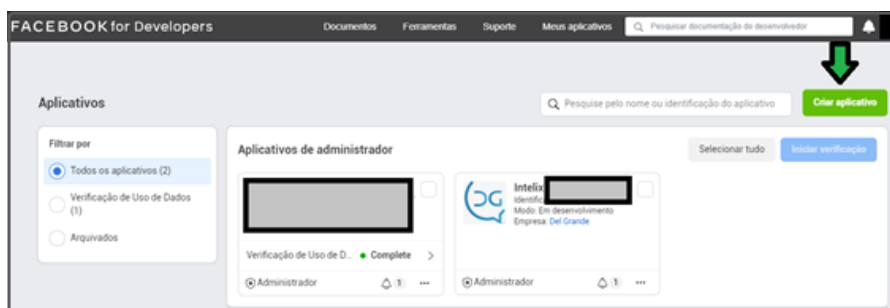 FACEBOOK for Developers
Documentos Ferramentas Suporte Meus aplicativos Pesquisar documentação do desenvolvedor
Aplicativos
Pesquise pelo nome ou identificação do aplicativo
Criar aplicativo
Filtrar por
Todos os aplicativos (2)
Verificação de Uso de Dados
(1)
Arquivados
Aplicativos de administrador
Selecionar tudo
Iniciar verificação
Verificação de Uso de D... Complete
Administrador 1 ...
DG
Intelix
Identific
Modo: Em desenvolvimento
Empresa: Del Grande
Administrador 1 ...